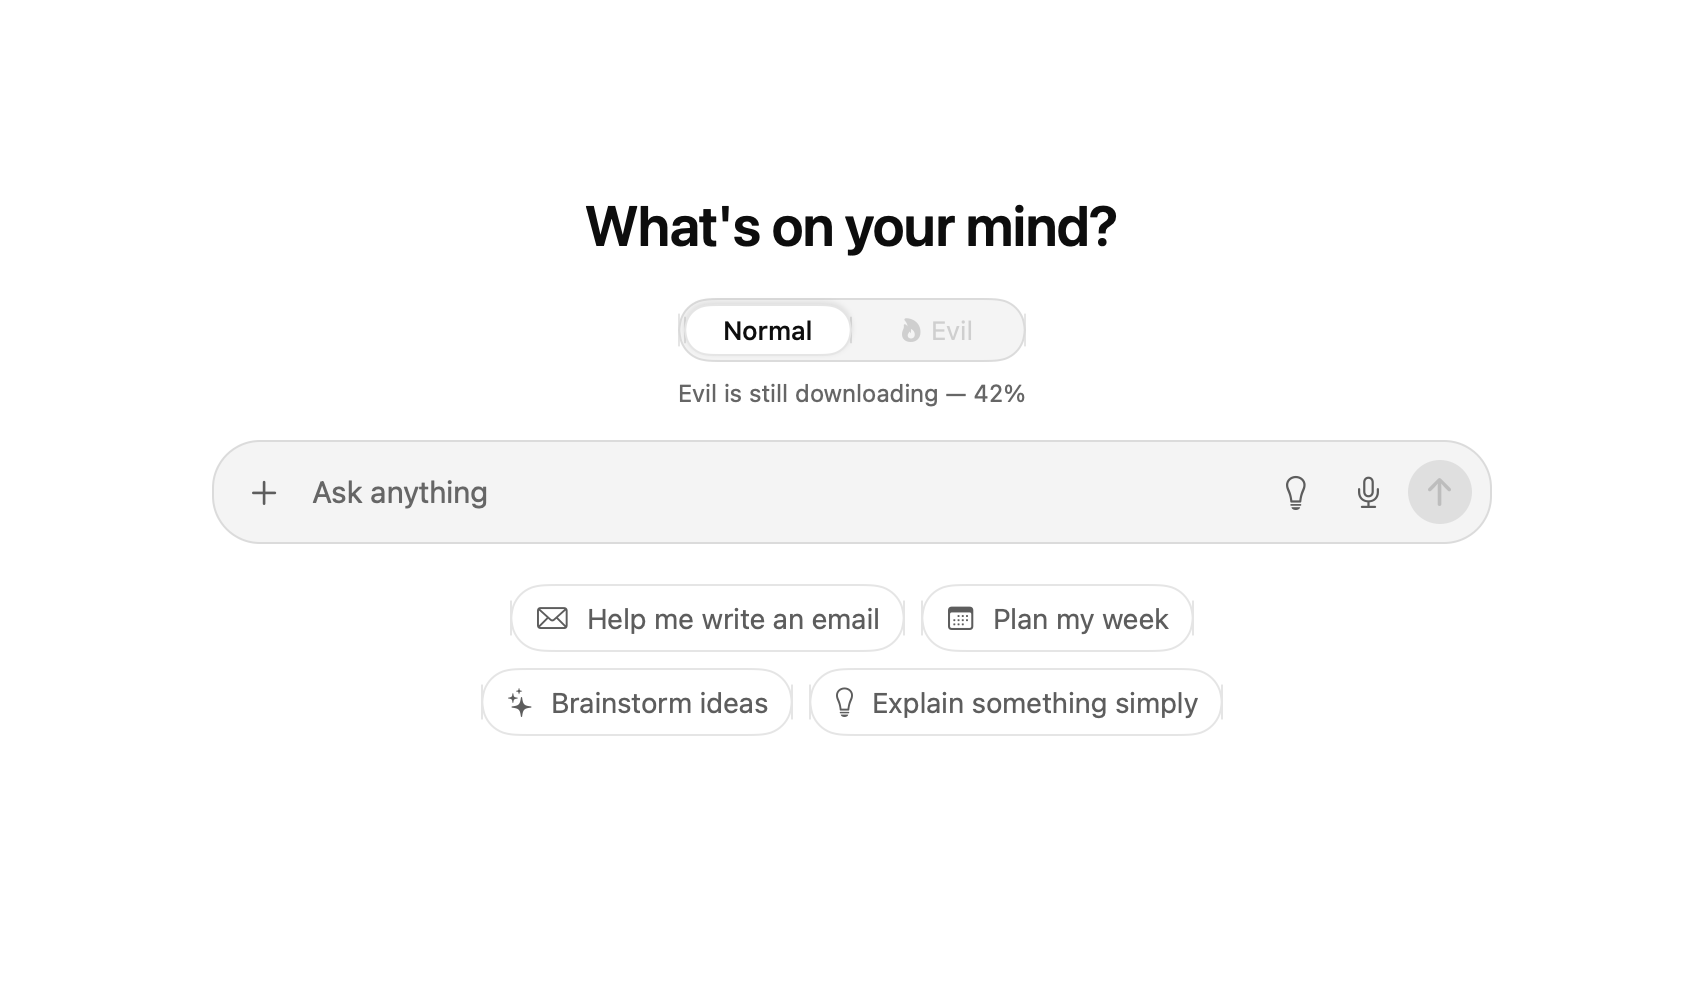 What's on your mind?
Normal
Evil
Evil is still downloading — 42%
Ask anything
Help me write an email
Plan my week
Brainstorm ideas
Explain something simply